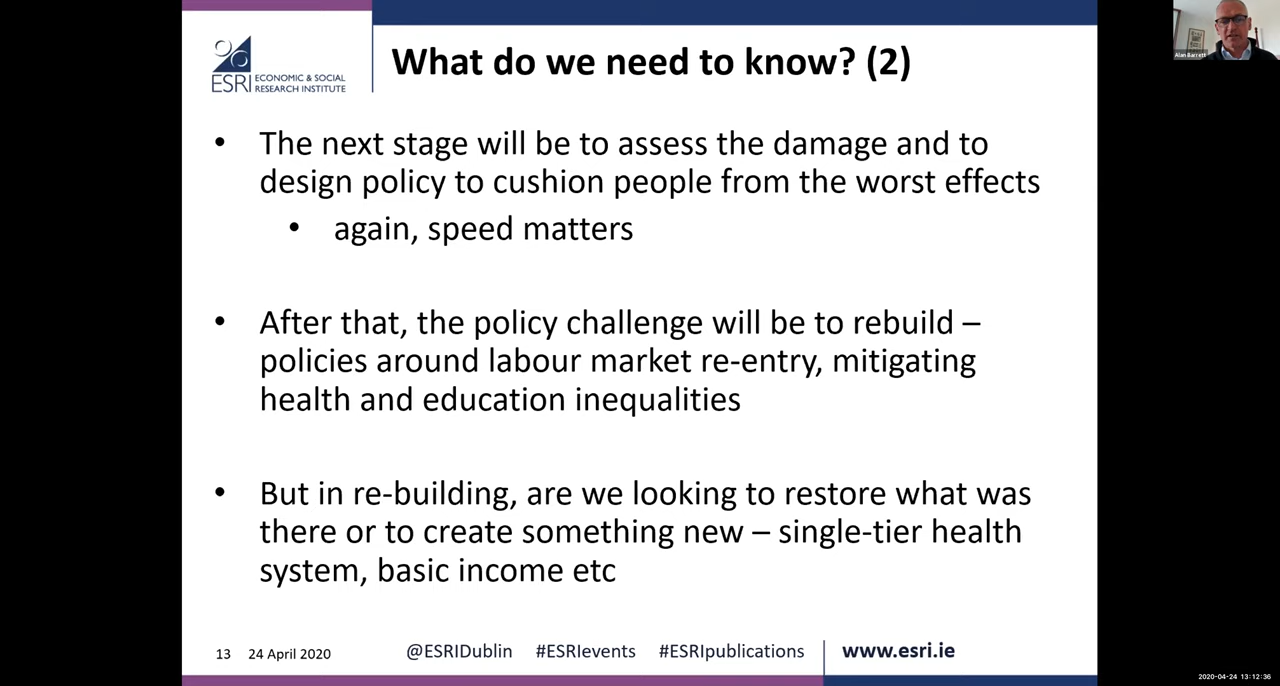 What do we need to know? (2)
ESRI
ECONOMIC & SOCIAL
RESEARCH INSTITUTE
Alan Barrett
• The next stage will be to assess the damage and to
design policy to cushion people from the worst effects
• again, speed matters
• After that, the policy challenge will be to rebuild –
policies around labour market re-entry, mitigating
health and education inequalities
• But in re-building, are we looking to restore what was
there or to create something new – single-tier health
system, basic income etc
13 24 April 2020 @ESRIDublin #ESRIevents #ESRIpublications www.esri.ie
2020-04-24 13:12:36